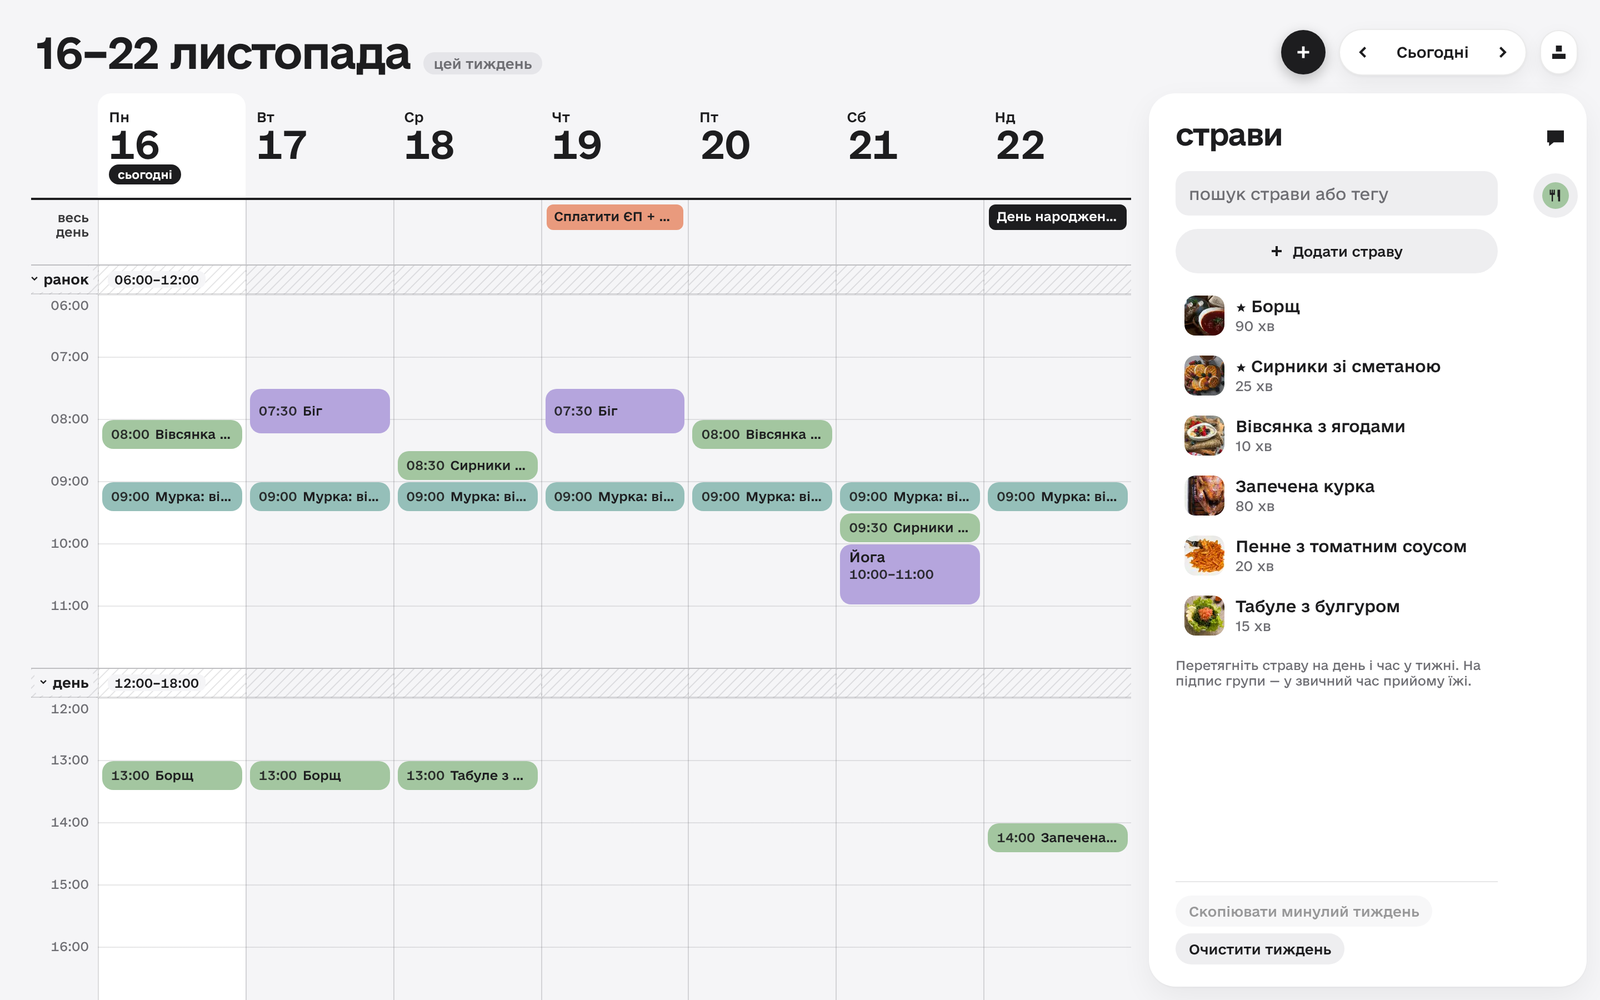 16–22 листопада
цей тиждень
Сьогодні
Пн
16
сьогодні
Вт
17
Ср
18
Чт
19
Пт
20
Сб
21
Нд
22
весь
день
Сплатити ЄП + ...
День народжен...
ранок
06:00–12:00
06:00
07:00
07:30 Біг
07:30 Біг
08:00
08:00 Вівсянка ...
08:00 Вівсянка ...
08:30 Сирники ...
09:00
09:00 Мурка: ві...
09:00 Мурка: ві...
09:00 Мурка: ві...
09:00 Мурка: ві...
09:00 Мурка: ві...
09:00 Мурка: ві...
09:00 Мурка: ві...
09:30 Сирники ...
10:00
Йога
10:00–11:00
11:00
день
12:00–18:00
12:00
13:00
13:00 Борщ
13:00 Борщ
13:00 Табуле з ...
14:00
14:00 Запечена...
15:00
16:00
страви
пошук страви або тегу
+ Додати страву
★ Борщ
90 хв
★ Сирники зі сметаною
25 хв
Вівсянка з ягодами
10 хв
Запечена курка
80 хв
Пенне з томатним соусом
20 хв
Табуле з булгуром
15 хв
Перетягніть страву на день і час у тижні. На
підпис групи — у звичний час прийому їжі.
Скопіювати минулий тиждень
Очистити тиждень